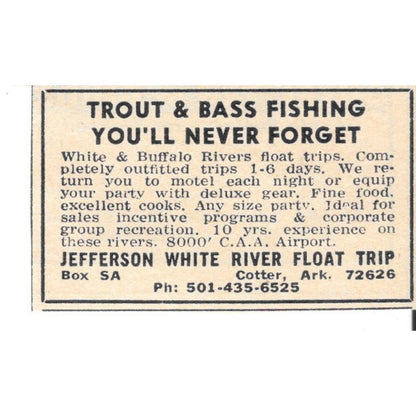 TROUT & BASS FISHING
YOU'LL NEVER FORGET
White & Buffalo Rivers float trips. Com-
pletely outfitted trips 1-6 days. We re-
turn you to motel each night or equip
your party with deluxe gear. Fine food,
excellent cooks. Any size party. Ideal for
sales incentive programs & corporate
group recreation. 10 yrs. experience on
these rivers. 8000' C.A.A. Airport.
JEFFERSON WHITE RIVER FLOAT TRIP
Box SA Cotter, Ark. 72626
Ph: 501-435-6525